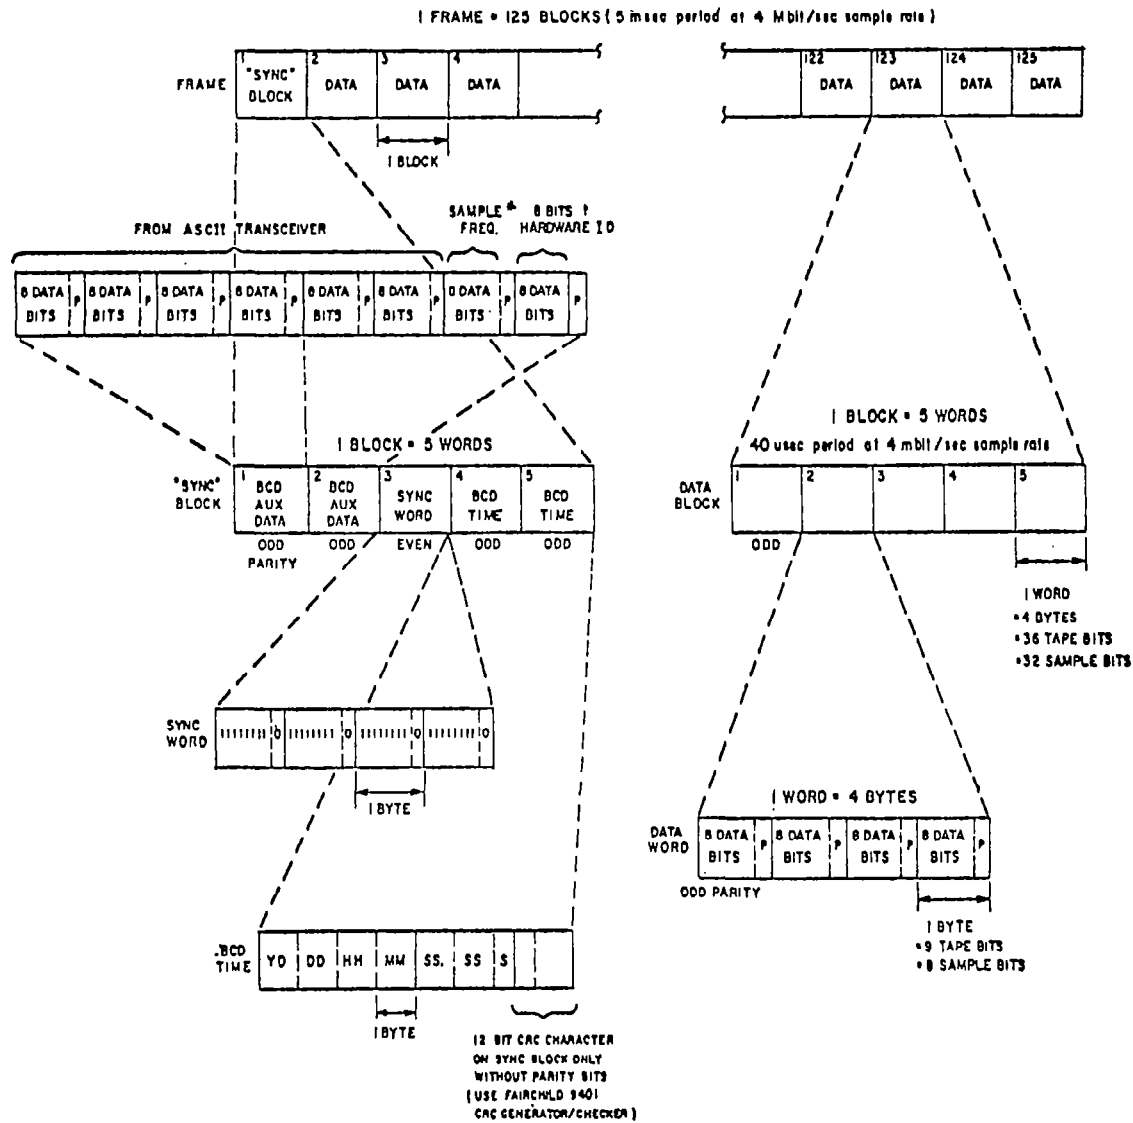 1 FRAME = 125 BLOCKS (5 msec period at 4 Mbit/sec sample rate)
1 2 3 4 122 123 124 125
FRAME "SYNC" BLOCK DATA DATA DATA DATA DATA DATA DATA
1 BLOCK
FROM ASCII TRANSCEIVER
SAMPLE * FREQ.
8 BITS † HARDWARE ID
8 DATA BITS P 8 DATA BITS P 8 DATA BITS P 8 DATA BITS P 8 DATA BITS P 8 DATA BITS P 8 DATA BITS P 8 DATA BITS P
1 BLOCK = 5 WORDS
"SYNC" BLOCK
1 BCD AUX DATA
2 BCD AUX DATA
3 SYNC WORD
4 BCD TIME
5 BCD TIME
ODD PARITY ODD EVEN ODD ODD
1 BLOCK = 5 WORDS
40 usec period at 4 mbit/sec sample rate
DATA BLOCK 1 2 3 4 5
ODD
1 WORD
=4 BYTES
=36 TAPE BITS
=32 SAMPLE BITS
SYNC WORD 11111111 0 11111111 0 11111111 0 11111111 0
1 BYTE
1 WORD = 4 BYTES
DATA WORD 8 DATA BITS P 8 DATA BITS P 8 DATA BITS P 8 DATA BITS P
ODD PARITY
1 BYTE
=9 TAPE BITS
=8 SAMPLE BITS
BCD TIME YD DD HH MM SS. SS S
1 BYTE
12 BIT CRC CHARACTER
ON SYNC BLOCK ONLY
WITHOUT PARITY BITS
(USE FAIRCHILD 9401
CRC GENERATOR/CHECKER)